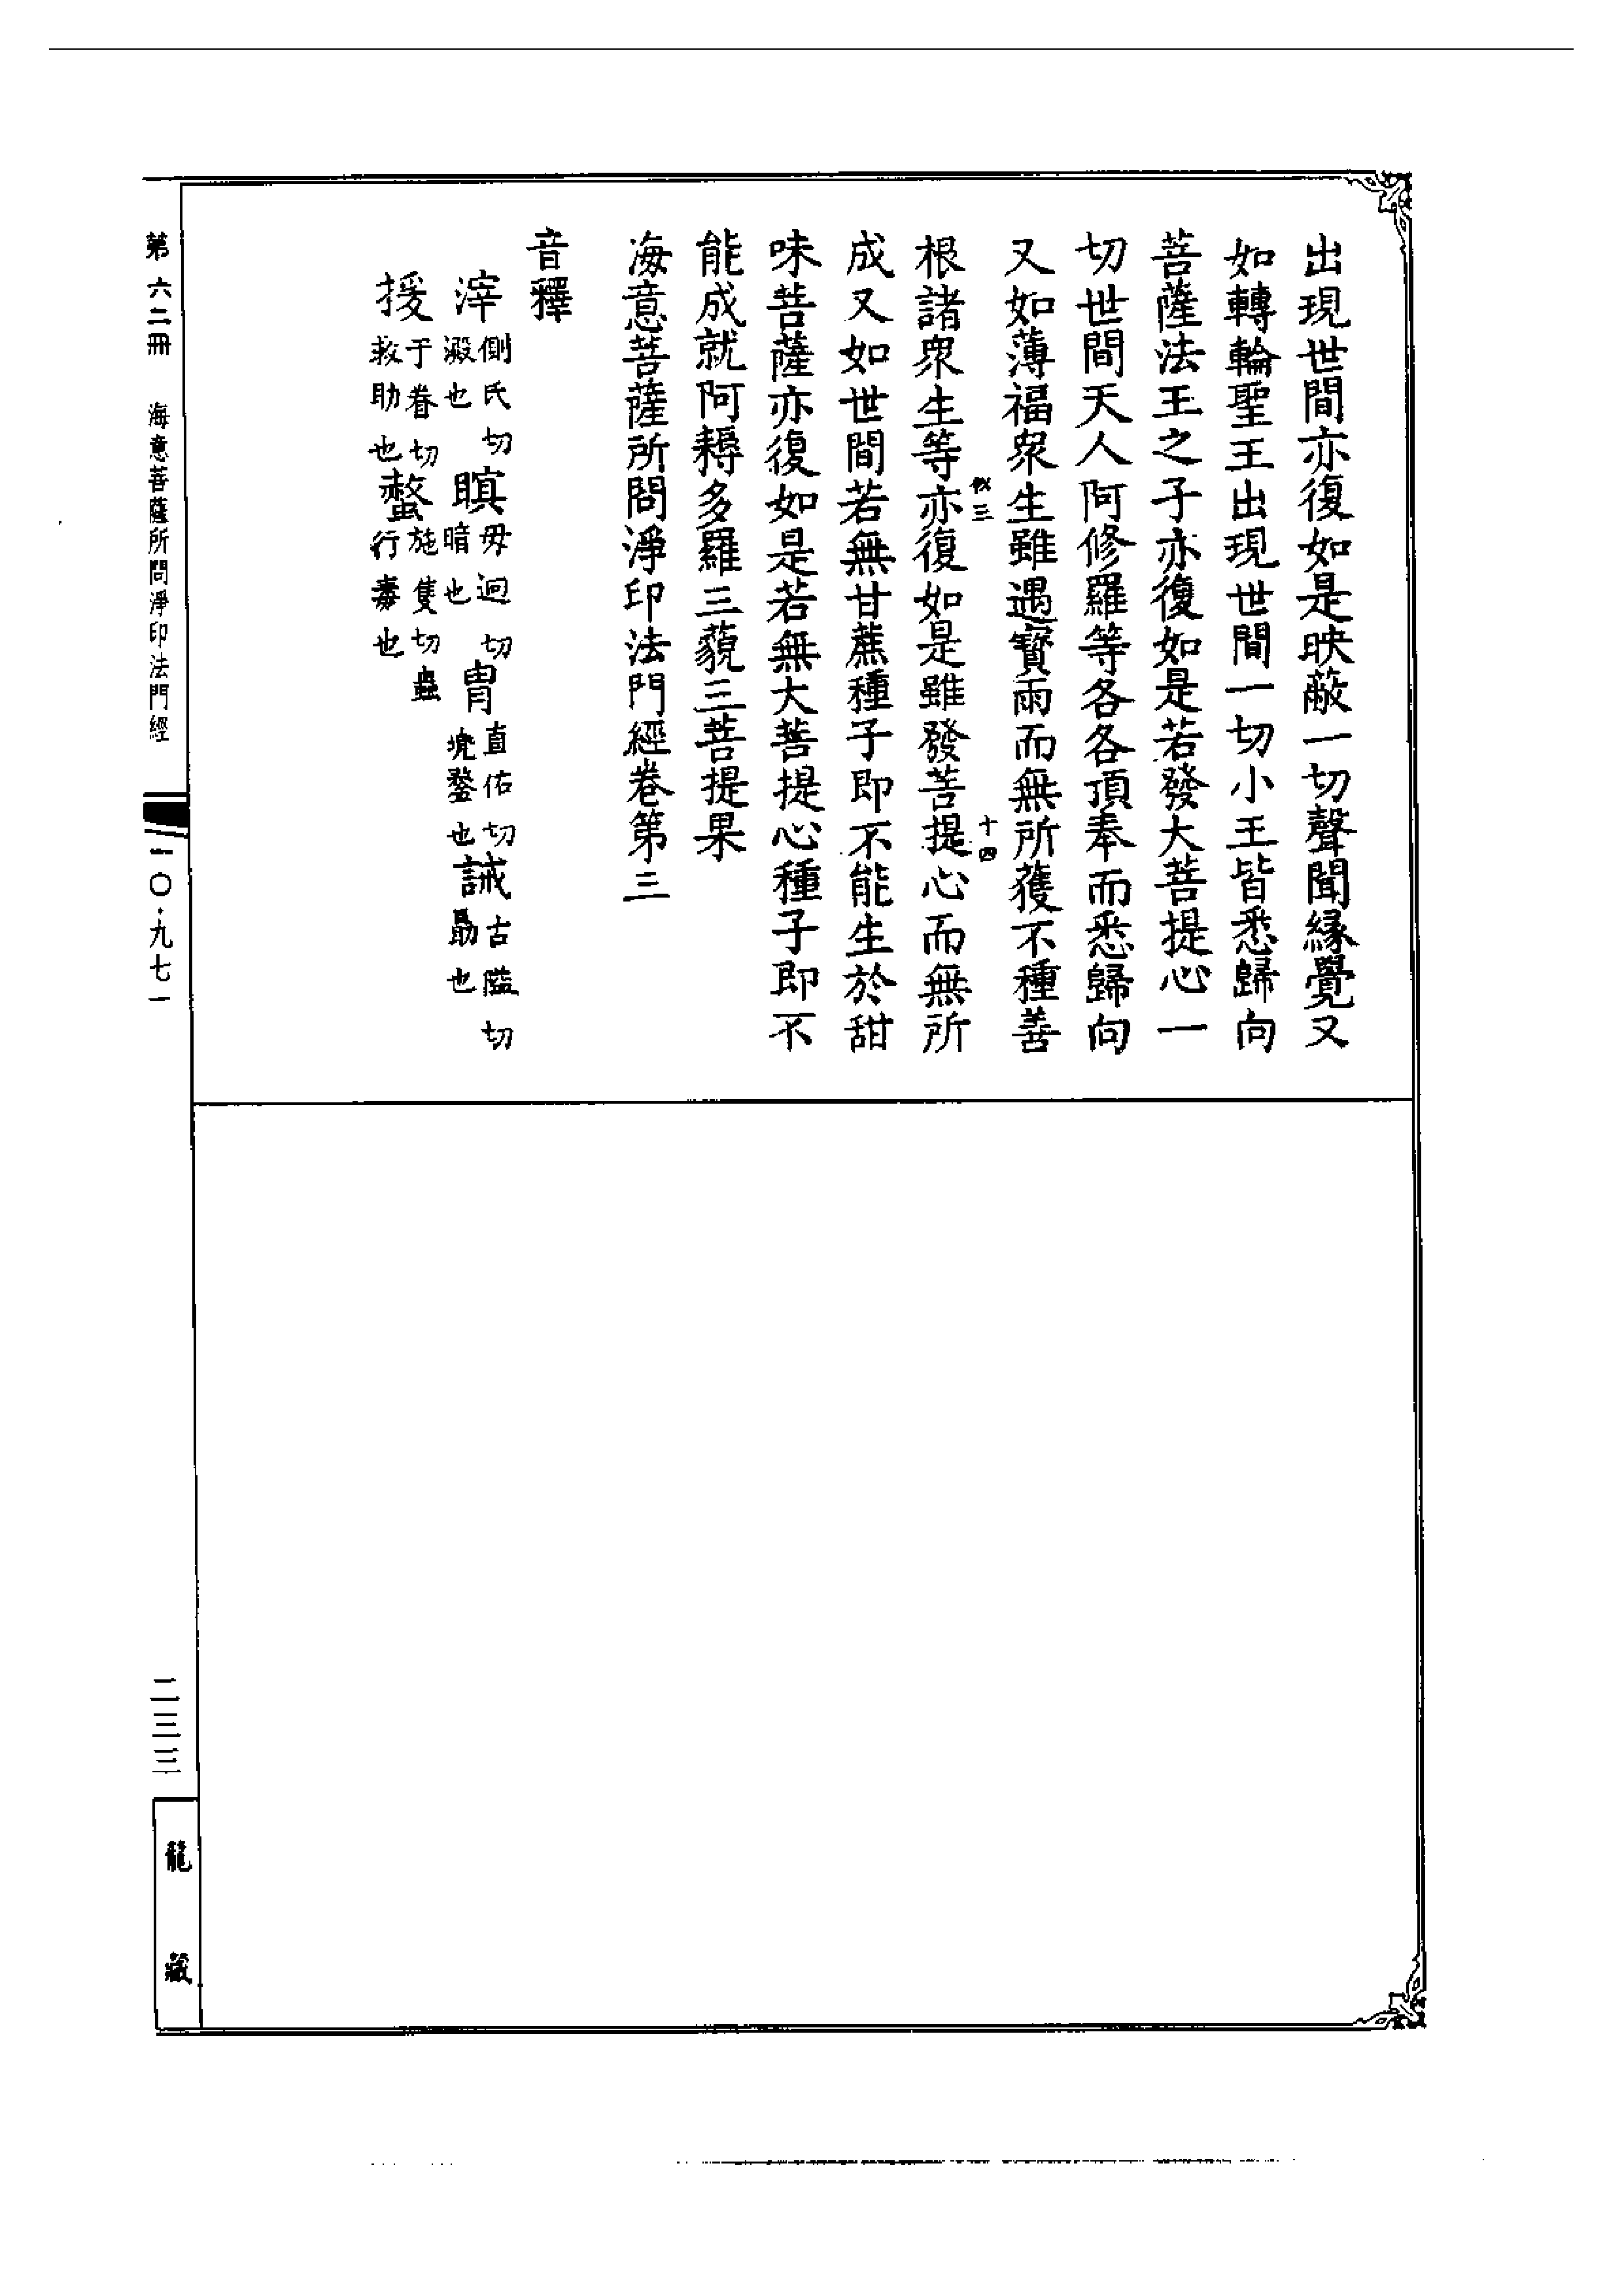 出現世間亦復如是映蔽一切聲聞緣覺又
如轉輪聖王出現世間一切小王皆悉歸向
菩薩法王之子亦復如是若發大菩提心一
切世間天人阿修羅等各各頂奉而悉歸向
又如薄福衆生雖遇寳雨而無所獲不種善
根諸衆生等亦復如是雖發菩提心而無所
似三
十四
成又如世間若無甘蔗種子即不能生於甜
味菩薩亦復如是若無大菩提心種子即不
能成就阿耨多羅三藐三菩提果
海意菩薩所問淨印法門經卷第三
音釋
滓側氏切澱也瞑毋迥切暗也冑直佑切兜鍪也誡古隘切勗也
援于眷切救助也螫施隻切蟲行毒也
第六二冊
海意菩薩所問淨印法門經
一〇·九七一
二三三
龍藏